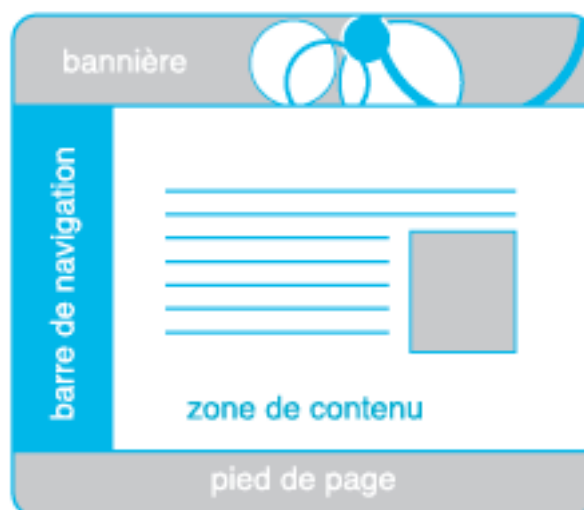 bannière
barre de navigation
zone de contenu
pied de page